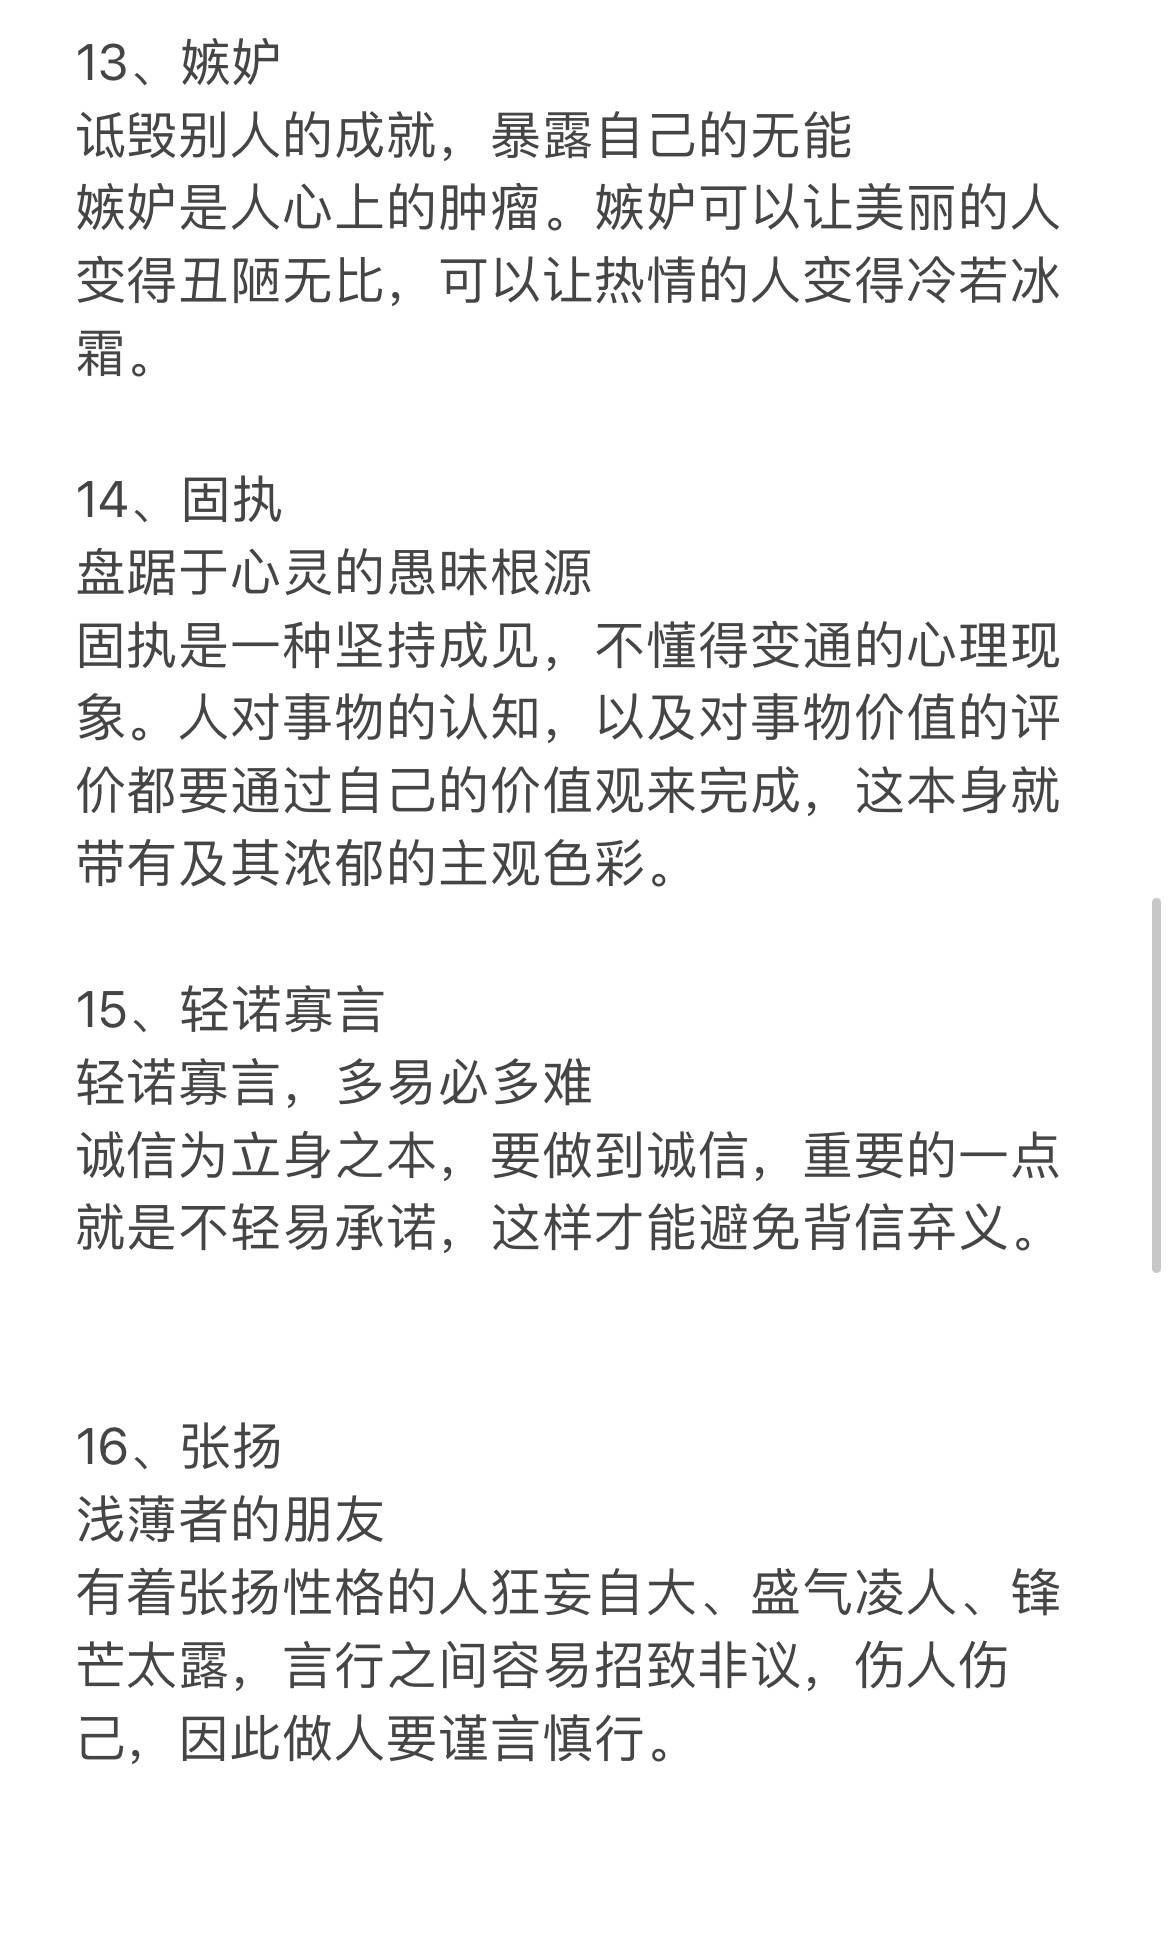 13、嫉妒
诋毁别人的成就，暴露自己的无能
嫉妒是人心上的肿瘤。嫉妒可以让美丽的人
变得丑陋无比，可以让热情的人变得冷若冰
霜。
14、固执
盘踞于心灵的愚昧根源
固执是一种坚持成见，不懂得变通的心理现
象。人对事物的认知，以及对事物价值的评
价都要通过自己的价值观来完成，这本身就
带有及其浓郁的主观色彩。
15、轻诺寡言
轻诺寡言，多易必多难
诚信为立身之本，要做到诚信，重要的一点
就是不轻易承诺，这样才能避免背信弃义。
16、张扬
浅薄者的朋友
有着张扬性格的人狂妄自大、盛气凌人、锋
芒太露，言行之间容易招致非议，伤人伤
己，因此做人要谨言慎行。